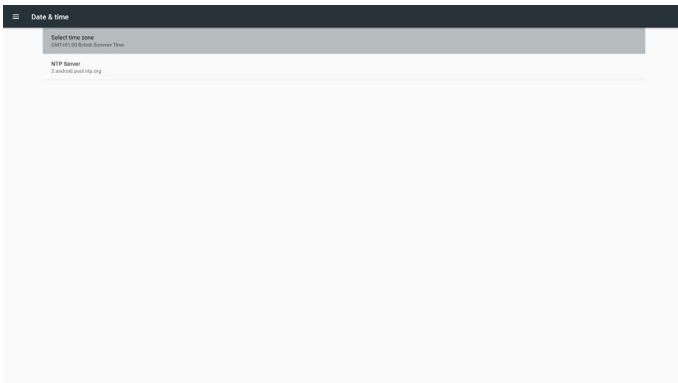 Date & time
Select time zone
GMT+01:00 British Summer Time
NTP Server
2.android.pool.ntp.org